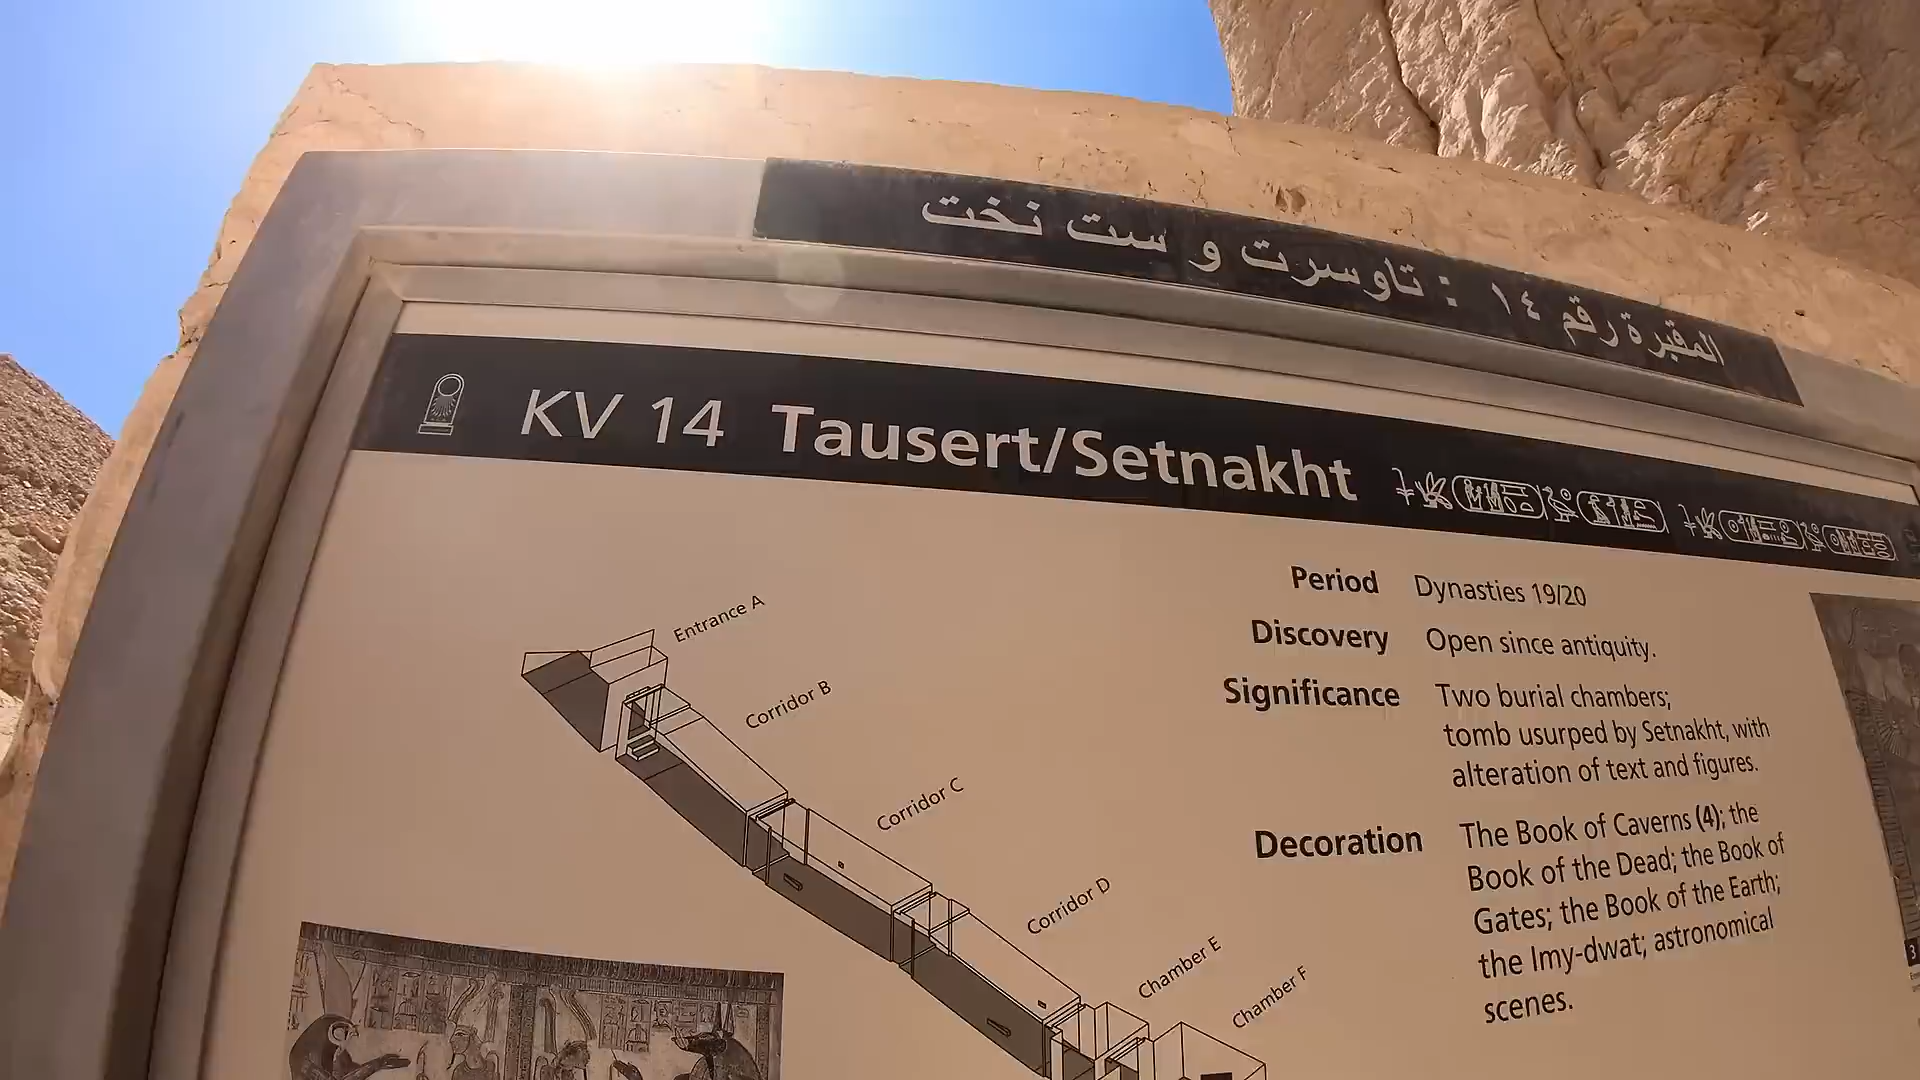 المقبرة رقم ١٤ : تاوسرت و ست نخت
KV 14 Tausert/Setnakht
Period Dynasties 19/20
Discovery Open since antiquity.
Significance Two burial chambers;
tomb usurped by Setnakht, with
alteration of text and figures.
Decoration The Book of Caverns (4); the
Book of the Dead; the Book of
Gates; the Book of the Earth;
the Imy-dwat; astronomical
scenes.
Entrance A
Corridor B
Corridor C
Corridor D
Chamber E
Chamber F
3